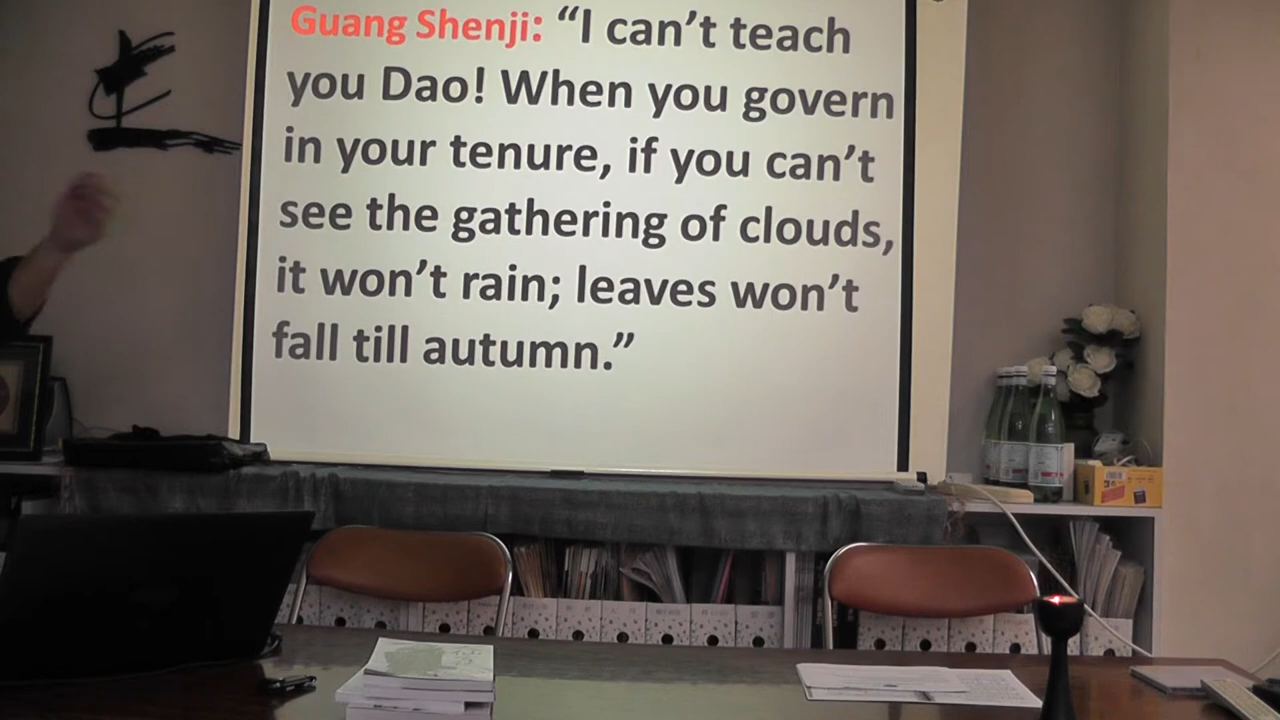 Guang Shenji: “I can’t teach
you Dao! When you govern
in your tenure, if you can’t
see the gathering of clouds,
it won’t rain; leaves won’t
fall till autumn.”